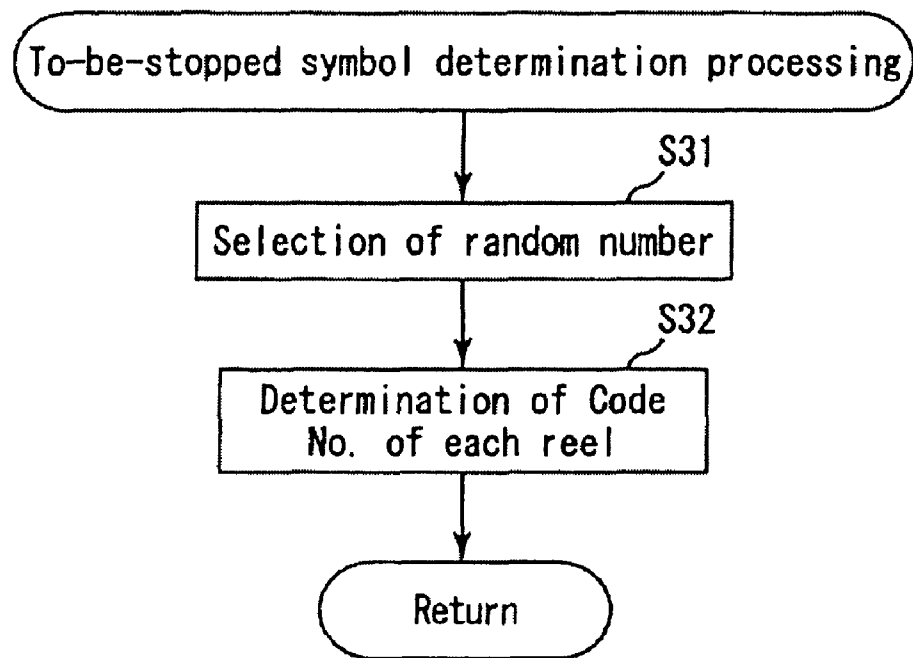 To-be-stopped symbol determination processing
S31
Selection of random number
S32
Determination of Code
No. of each reel
Return